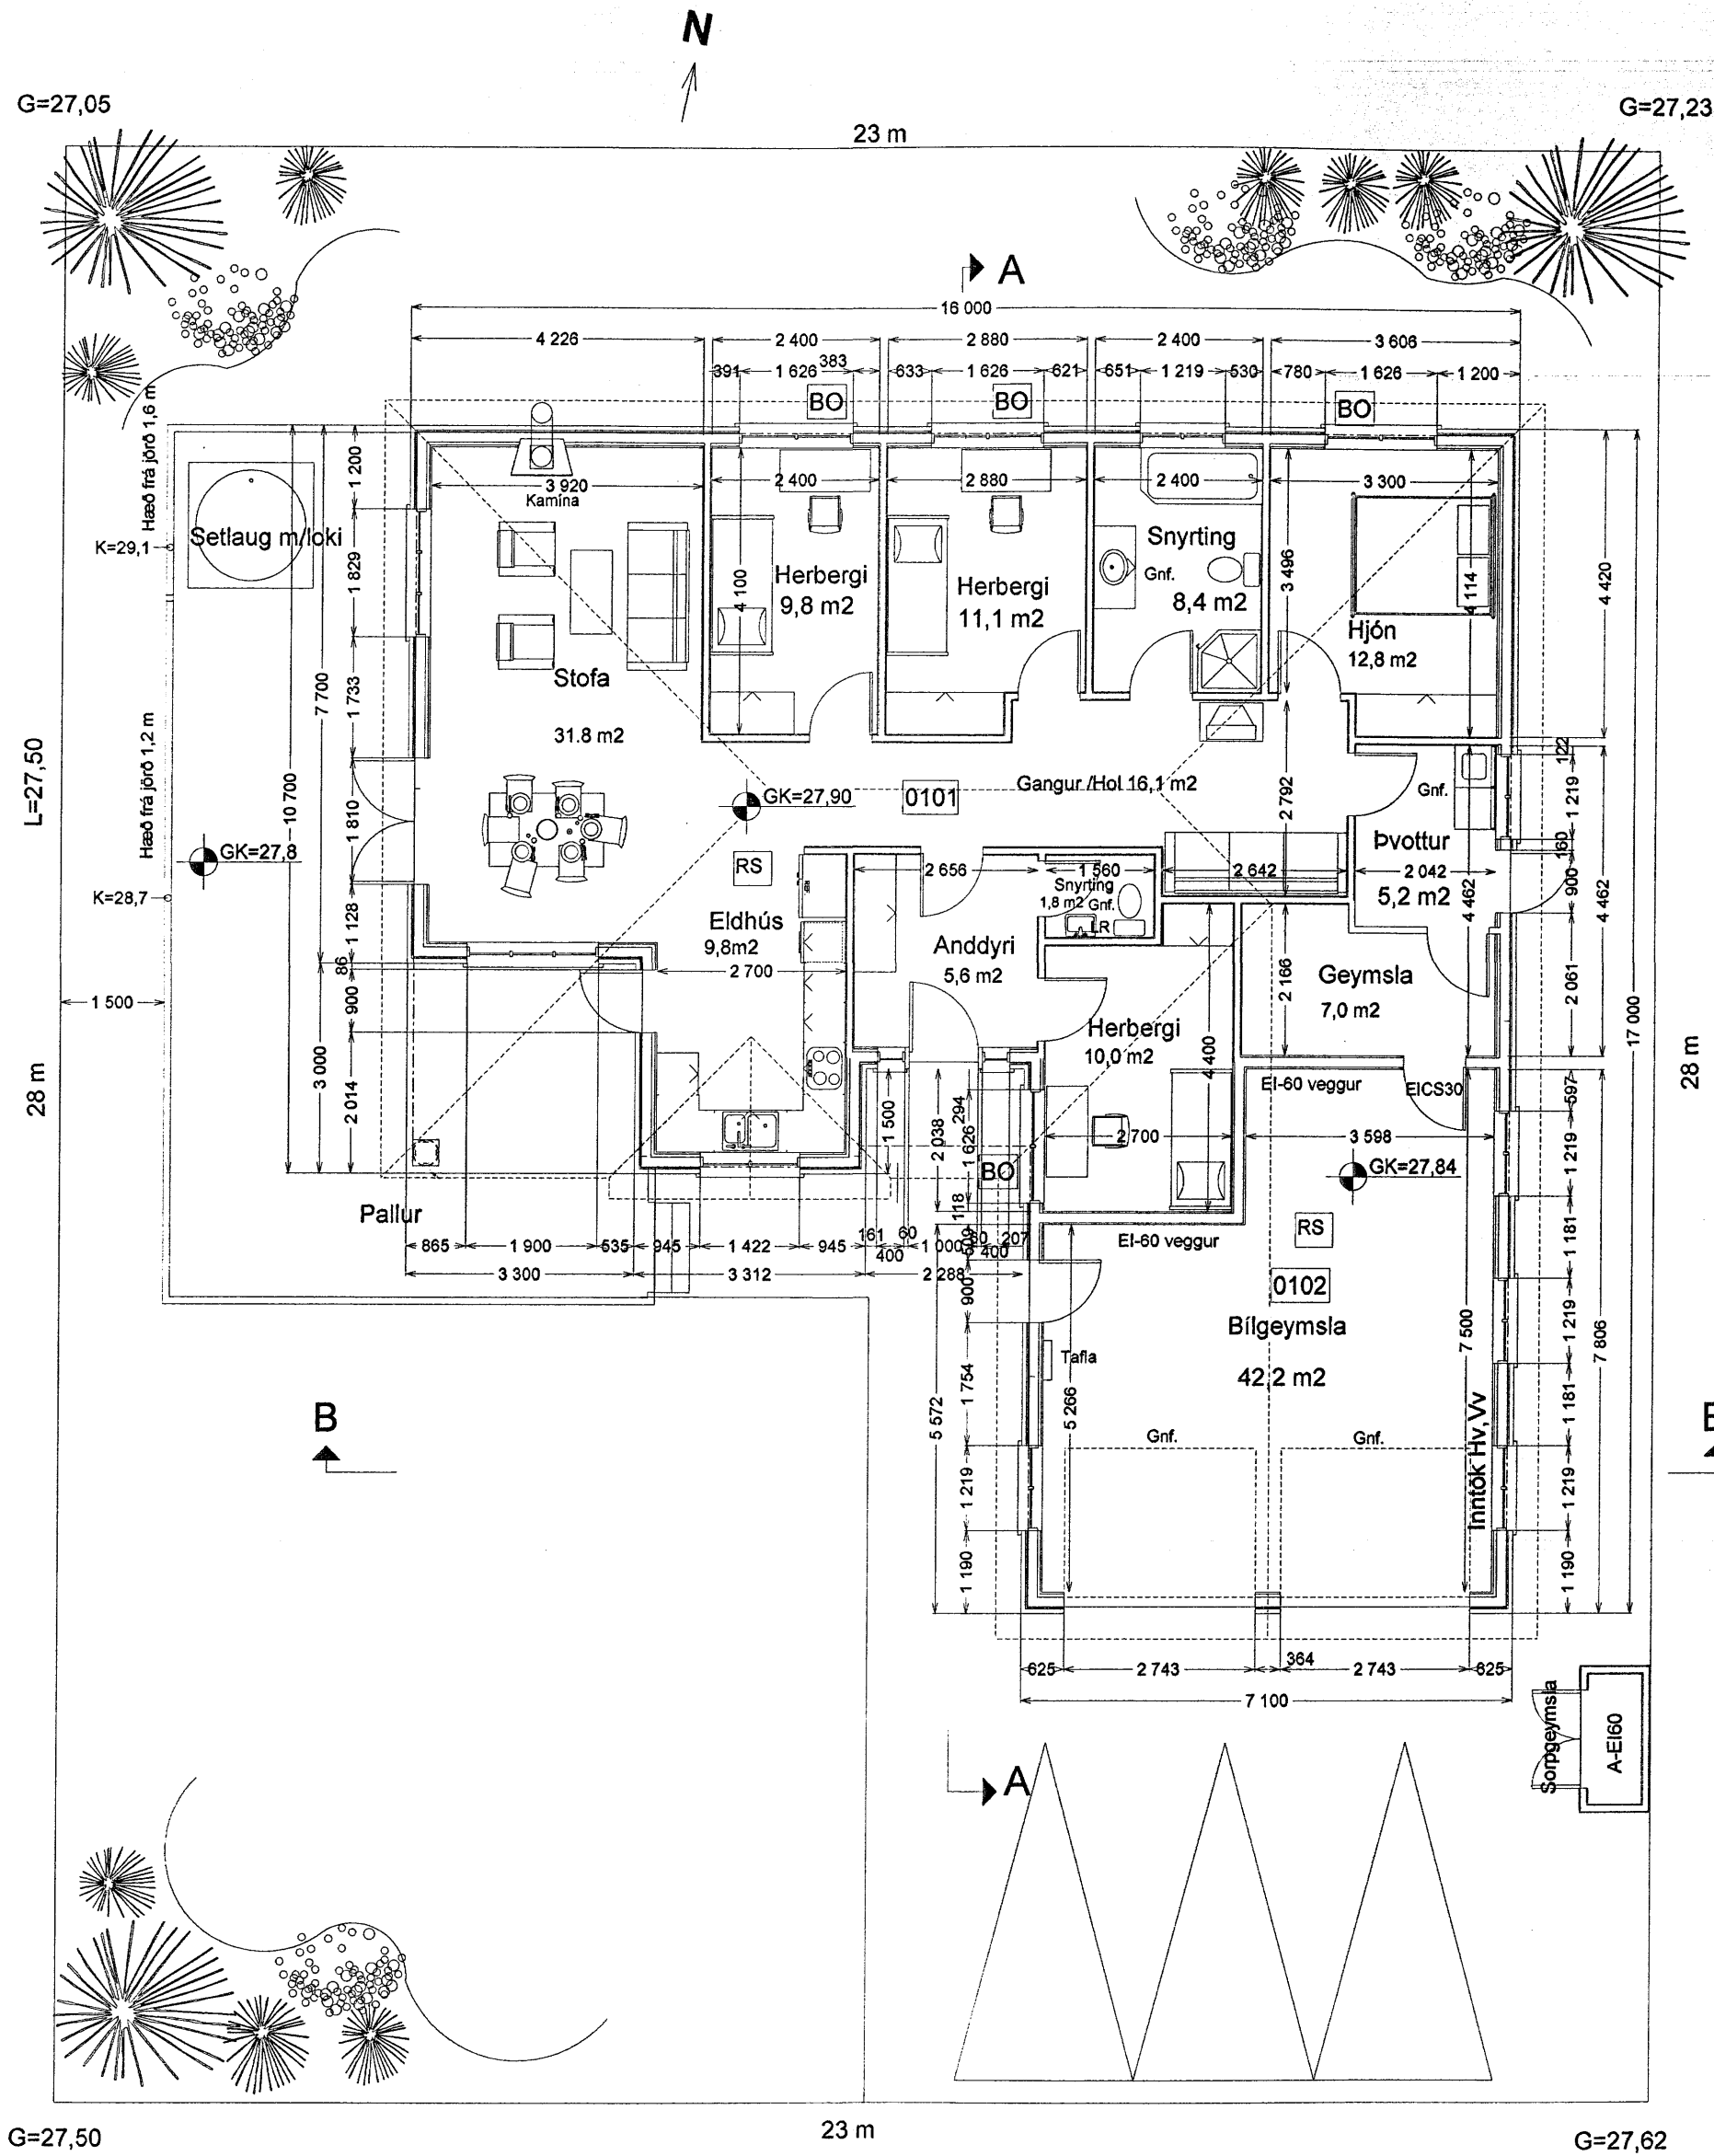 N
G=27,05
G=27,23
23 m
A
16 000
4 226
2 400
2 880
2 400
3 606
391
1 626
383
633
1 626
621
651
1 219
530
780
1 626
1 200
BO
BO
BO
Hæð frá jörð 1,6 m
K=29,1
Setlaug m/loki
1 200
1 829
1 733
1 810
1 128
86
900
2 014
7 700
3 000
10 700
3 920
Kamína
2 400
2 880
2 400
3 300
4 100
Herbergi
9,8 m2
Herbergi
11,1 m2
Snyrting
Gnf.
8,4 m2
3 496
4 114
Hjón
12,8 m2
4 420
Stofa
31.8 m2
Hæð frá jörð 1,2 m
L=27,50
GK=27,8
K=28,7
1 500
28 m
GK=27,90
0101
Gangur /Hol 16,1 m2
2 792
RS
Gnf.
Þvottur
2 042
5,2 m2
4 462
122
1 219
160
900
2 061
4 462
17 000
28 m
2 656
1 560
2 642
Snyrting
1,8 m2 Gnf.
LR
Eldhús
9,8m2
2 700
Anddyri
5,6 m2
2 166
Geymsla
7,0 m2
Herbergi
10,0 m2
4 400
EI-60 veggur
EICS30
597
1 500
2 038
294
1 626
118
BO
2 700
3 598
GK=27,84
1 219
1 181
1 219
1 181
1 219
1 190
7 806
7 500
Pallur
865
1 900
535
945
1 422
945
161
60
400
1 000
400
207
3 300
3 312
2 288
EI-60 veggur
RS
0102
Bílgeymsla
42,2 m2
900
1 754
1 219
1 190
5 572
5 266
Tafla
Gnf.
Gnf.
Inntök Hv,Vv
B
625
2 743
364
2 743
625
7 100
Sorpgeymsla
A-EI60
A
G=27,50
23 m
G=27,62